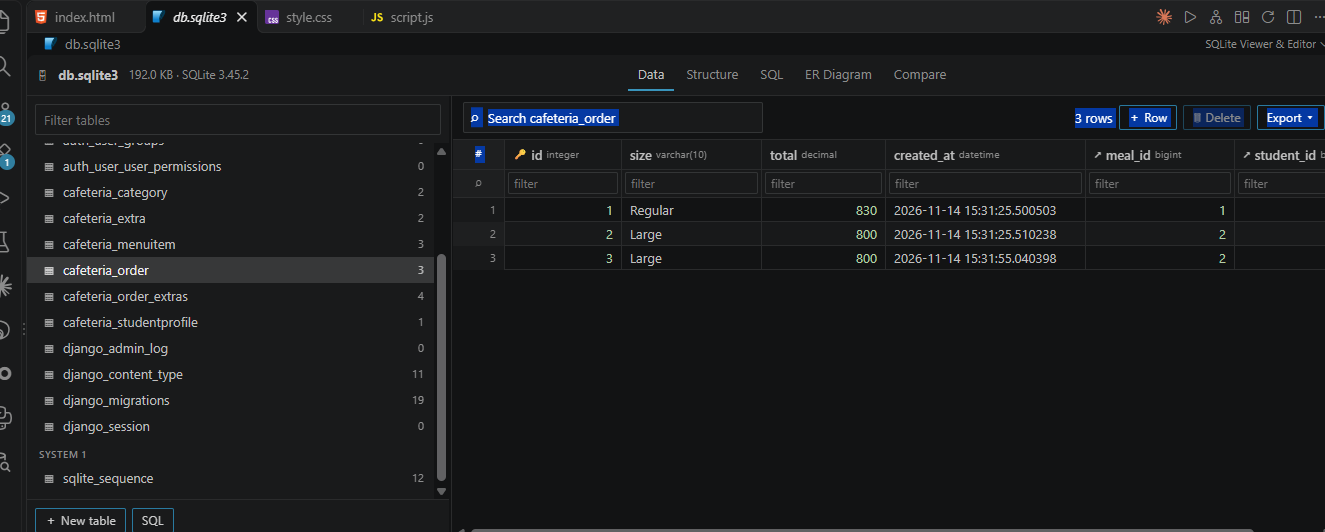 index.html db.sqlite3 style.css JS script.js
db.sqlite3 SQLite Viewer & Editor
db.sqlite3 192.0 KB · SQLite 3.45.2 Data Structure SQL ER Diagram Compare
Filter tables Search cafeteria_order 3 rows + Row Delete Export
# id integer size varchar(10) total decimal created_at datetime meal_id bigint student_id
filter filter filter filter filter filter
1 1 Regular 830 2026-11-14 15:31:25.500503 1
2 2 Large 800 2026-11-14 15:31:25.510238 2
3 3 Large 800 2026-11-14 15:31:55.040398 2
auth_user_groups
auth_user_user_permissions 0
cafeteria_category 2
cafeteria_extra 2
cafeteria_menuitem 3
cafeteria_order 3
cafeteria_order_extras 4
cafeteria_studentprofile 1
django_admin_log 0
django_content_type 11
django_migrations 19
django_session 0
SYSTEM 1
sqlite_sequence 12
+ New table SQL
21
1